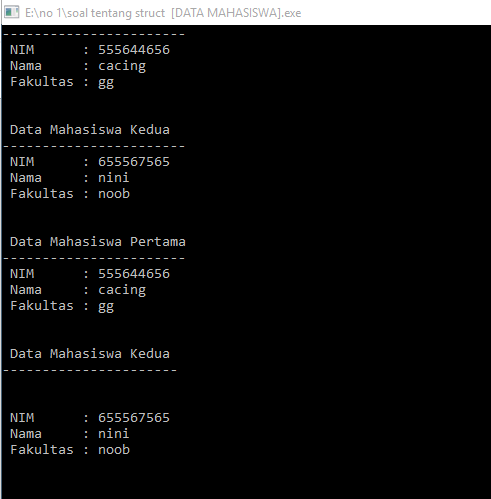 E:\no 1\soal tentang struct  [DATA MAHASISWA].exe
-----------------------
NIM      : 555644656
Nama     : cacing
Fakultas : gg
Data Mahasiswa Kedua
-----------------------
NIM      : 655567565
Nama     : nini
Fakultas : noob
Data Mahasiswa Pertama
-----------------------
NIM      : 555644656
Nama     : cacing
Fakultas : gg
Data Mahasiswa Kedua
----------------------
NIM      : 655567565
Nama     : nini
Fakultas : noob